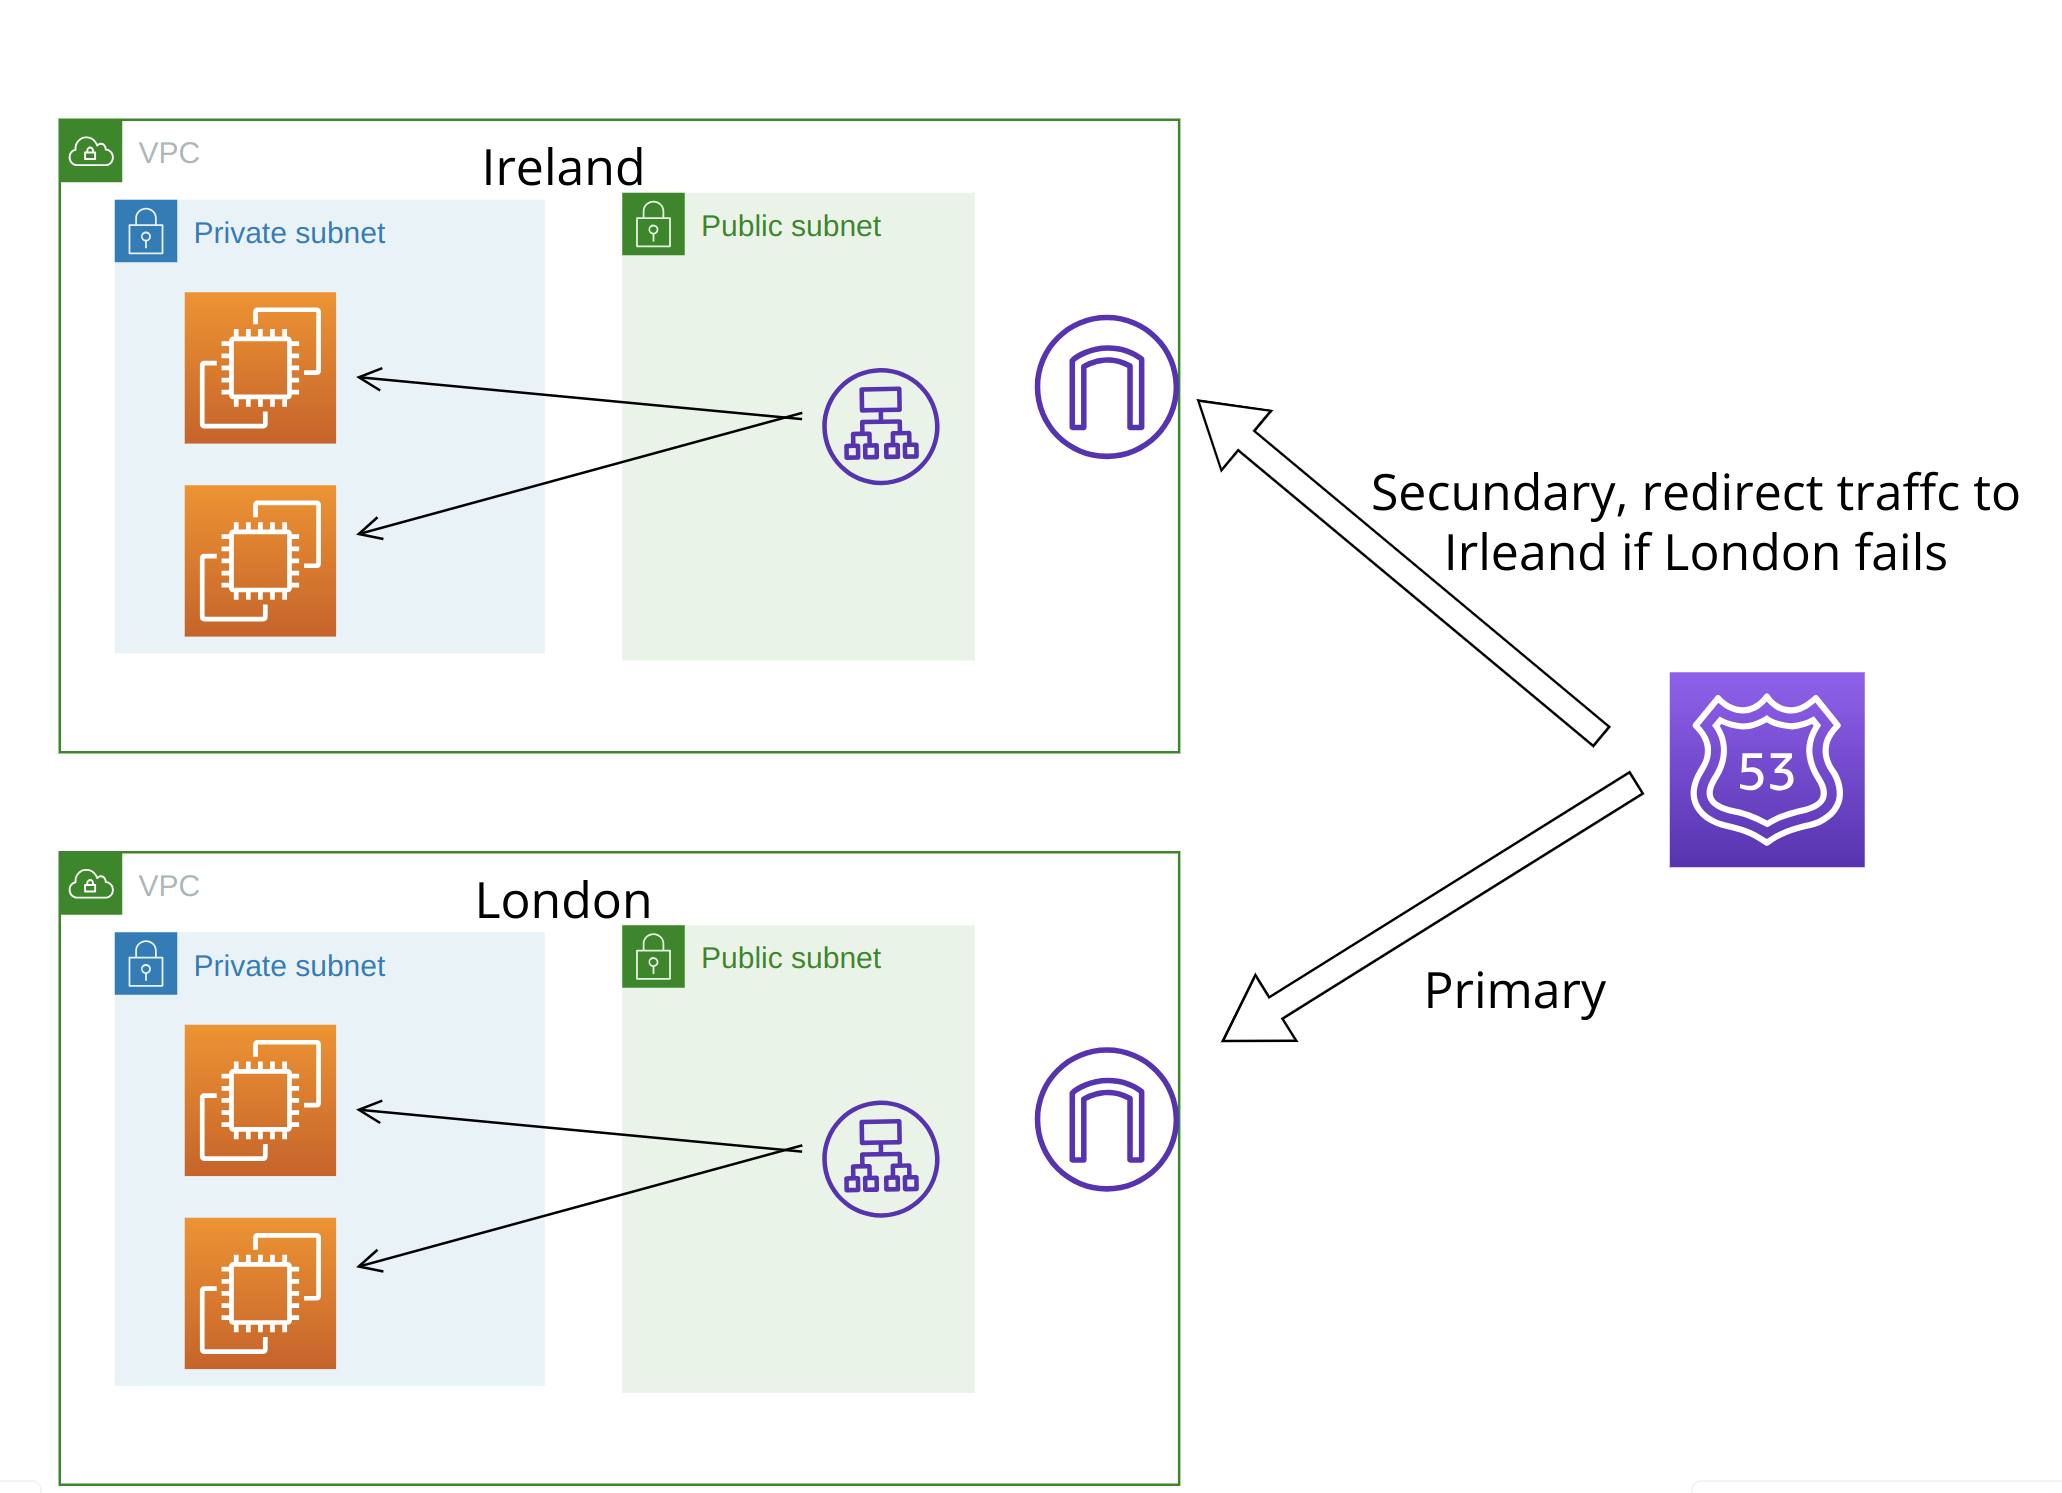 VPC
Ireland
Private subnet
Public subnet
Secundary, redirect traffc to
Irleand if London fails
53
VPC
London
Private subnet
Public subnet
Primary